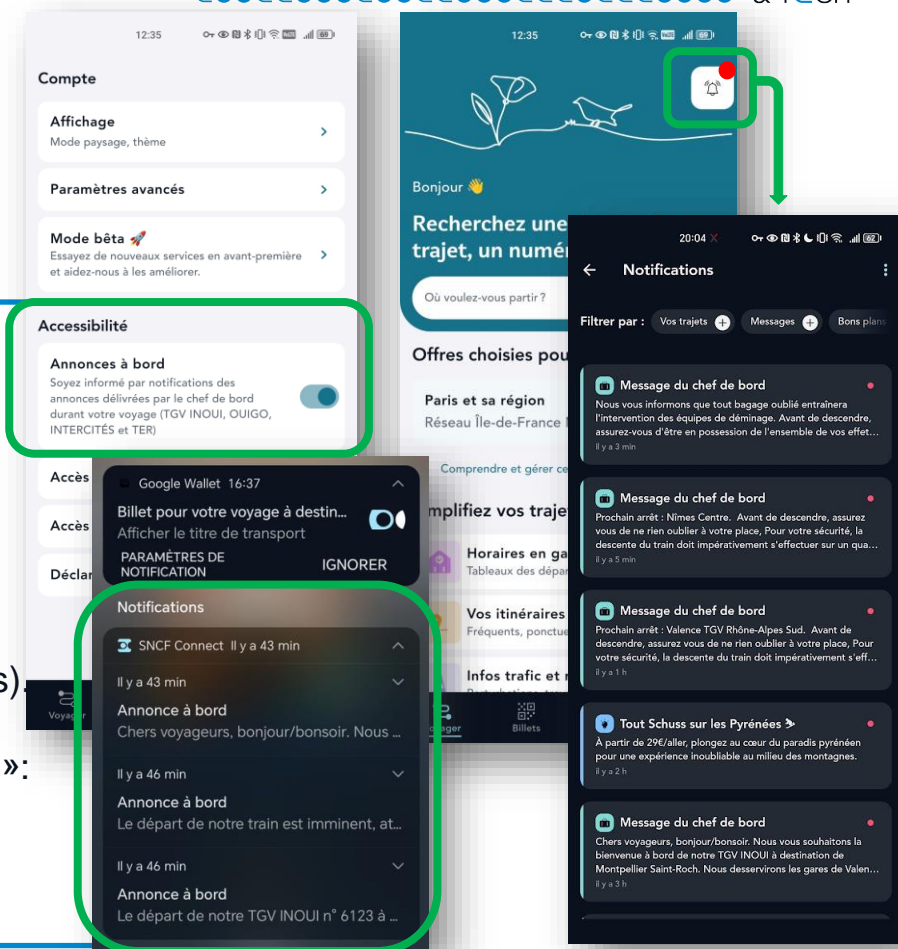 & T
12:35
Compte
Affichage
Mode paysage, thème
Paramètres avancés
Mode bêta 🚀
Essayez de nouveaux services en avant-première
et aidez-nous à les améliorer.
Accessibilité
Annonces à bord
Soyez informé par notifications des
annonces délivrées par le chef de bord
durant votre voyage (TGV INOUI, OUIGO,
INTERCITÉS et TER)
Accès
Accès
Déclar
s).
»:
Google Wallet 16:37
Billet pour votre voyage à destin...
Afficher le titre de transport
PARAMÈTRES DE
NOTIFICATION
IGNORER
Notifications
SNCF Connect Il y a 43 min
Il y a 43 min
Annonce à bord
Chers voyageurs, bonjour/bonsoir. Nous ...
Il y a 46 min
Annonce à bord
Le départ de notre train est imminent, at...
Il y a 46 min
Annonce à bord
Le départ de notre TGV INOUI n° 6123 à ...
12:35
69
Bonjour 👋
Recherchez une
trajet, un numé
Où voulez-vous partir ?
Offres choisies pou
Paris et sa région
Réseau Île-de-France
Comprendre et gérer ce
mplifiez vos traje
Horaires en ga
Tableaux des dépar
Vos itinéraires
Fréquents, ponctue
Infos trafic et
Billets
20:04
62
Notifications
Filtrer par :
Vos trajets
Messages
Bons plans
Message du chef de bord
Nous vous informons que tout bagage oublié entraînera
l'intervention des équipes de déminage. Avant de descendre,
assurez-vous d'être en possession de l'ensemble de vos effet...
Il y a 3 min
Message du chef de bord
Prochain arrêt : Nîmes Centre. Avant de descendre, assurez
vous de ne rien oublier à votre place, Pour votre sécurité, la
descente du train doit impérativement s'effectuer sur un qua...
Il y a 5 min
Message du chef de bord
Prochain arrêt : Valence TGV Rhône-Alpes Sud. Avant de
descendre, assurez vous de ne rien oublier à votre place, Pour
votre sécurité, la descente du train doit impérativement s'eff...
Il y a 1 h
Tout Schuss sur les Pyrénées ⛷
À partir de 29€/aller, plongez au cœur du paradis pyrénéen
pour une expérience inoubliable au milieu des montagnes.
Il y a 2 h
Message du chef de bord
Chers voyageurs, bonjour/bonsoir. Nous vous souhaitons la
bienvenue à bord de notre TGV INOUI à destination de
Montpellier Saint-Roch. Nous desservirons les gares de Valen...
Il y a 3 h